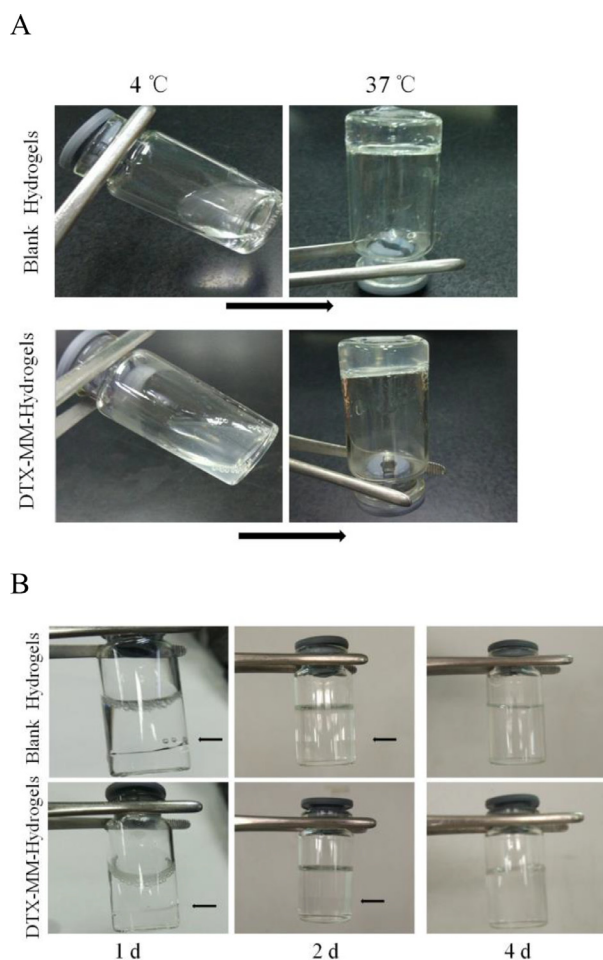 A
4 ℃
37 ℃
Blank Hydrogels
DTX-MM-Hydrogels
B
Blank Hydrogels
DTX-MM-Hydrogels
1 d
2 d
4 d